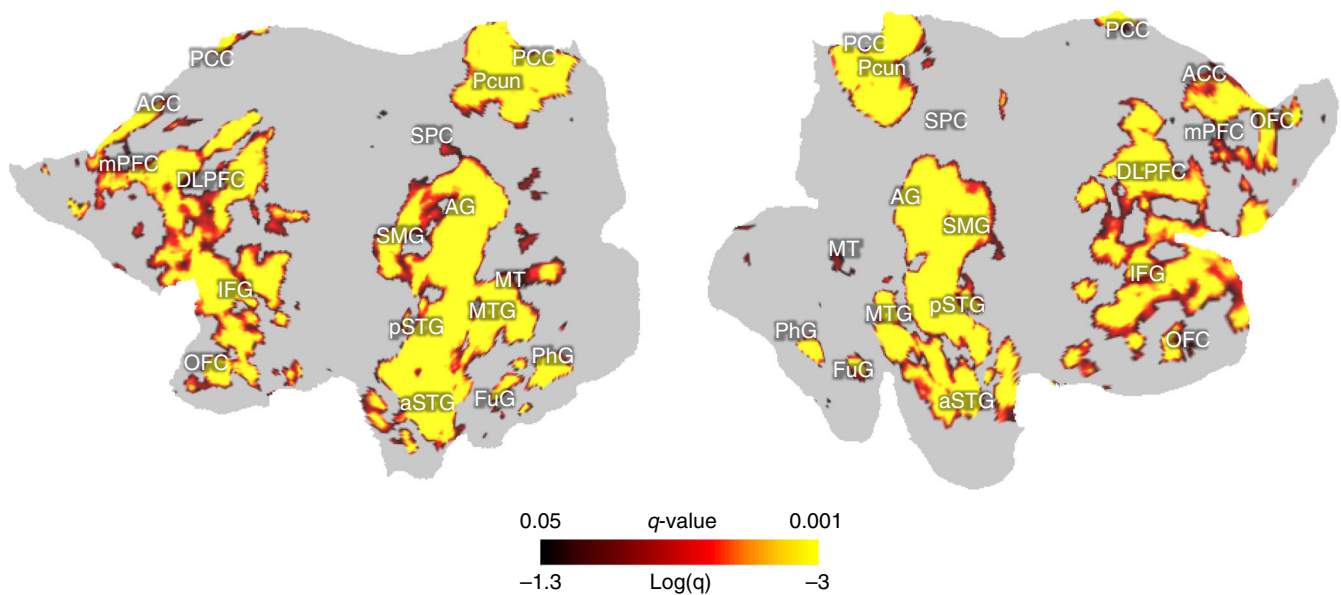 PCC
PCC
Pcun
ACC
SPC
mPFC
DLPFC
AG
SMG
MT
IFG
MTG
pSTG
OFC
PhG
aSTG
FuG
PCC
PCC
Pcun
ACC
OFC
SPC
mPFC
DLPFC
AG
SMG
MT
IFG
pSTG
MTG
PhG
OFC
FuG
aSTG
0.05 q-value 0.001
–1.3 Log(q) –3